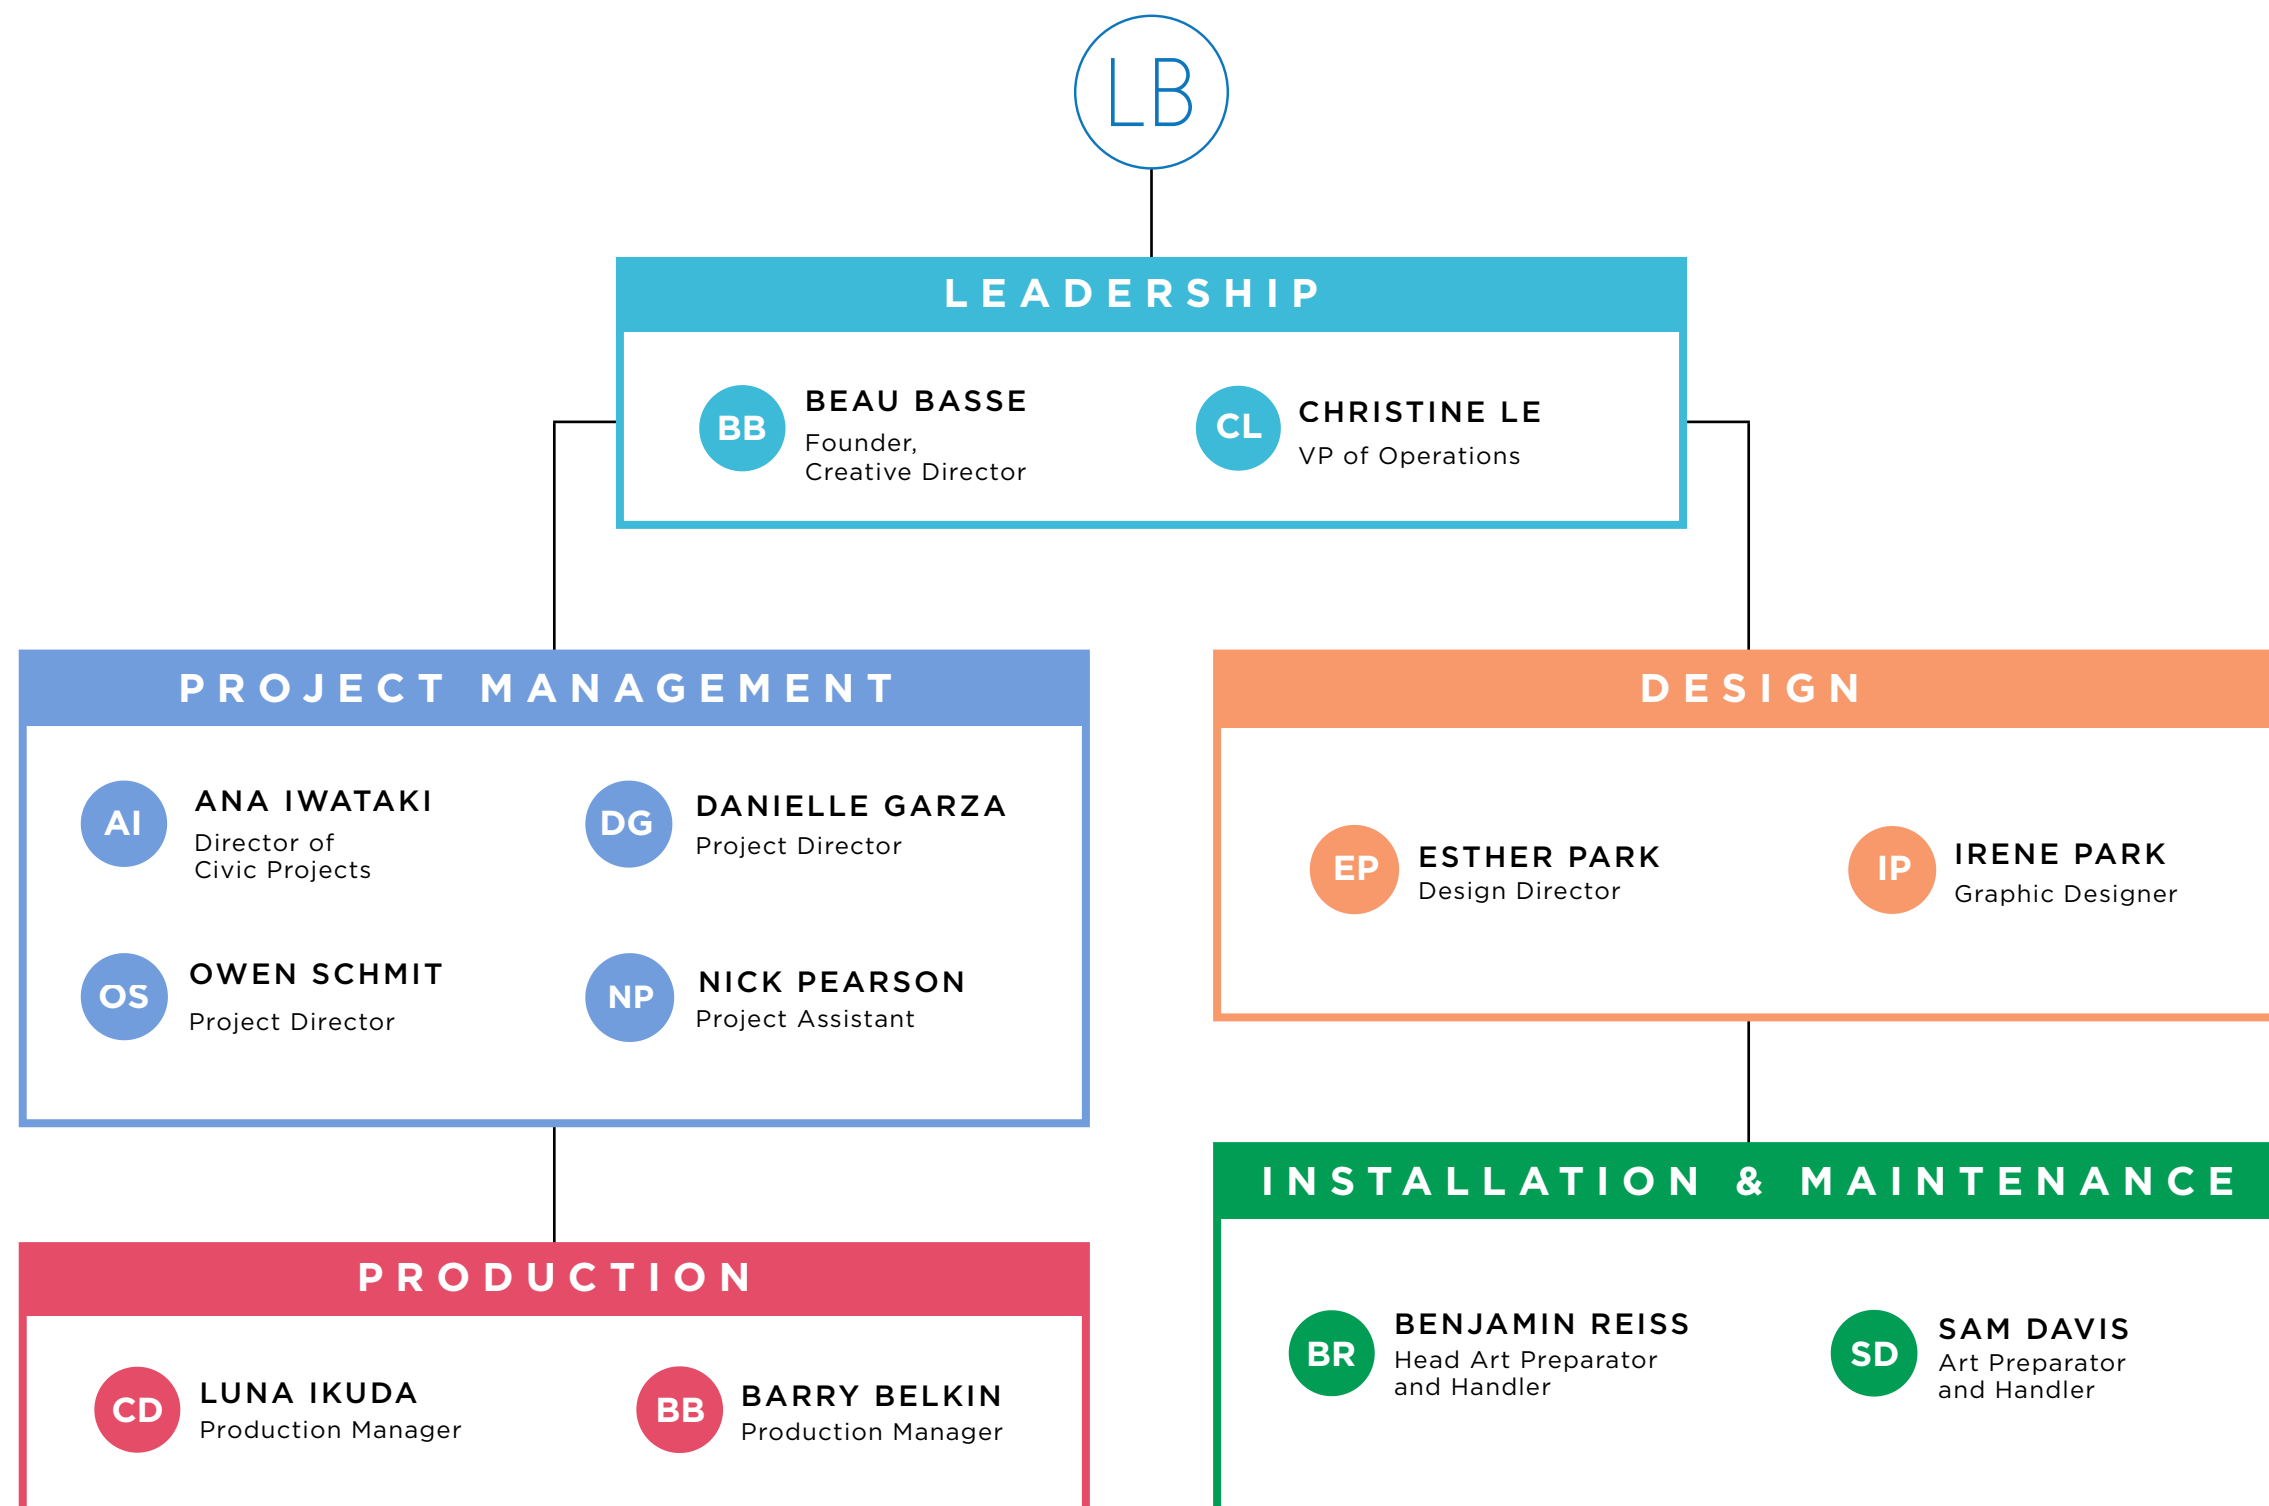 LB
LEADERSHIP
BB
BEAU BASSE
Founder,
Creative Director
CL
CHRISTINE LE
VP of Operations
PROJECT MANAGEMENT
AI
ANA IWATAKI
Director of
Civic Projects
DG
DANIELLE GARZA
Project Director
OS
OWEN SCHMIT
Project Director
NP
NICK PEARSON
Project Assistant
DESIGN
EP
ESTHER PARK
Design Director
IP
IRENE PARK
Graphic Designer
PRODUCTION
CD
LUNA IKUDA
Production Manager
BB
BARRY BELKIN
Production Manager
INSTALLATION & MAINTENANCE
BR
BENJAMIN REISS
Head Art Preparator
and Handler
SD
SAM DAVIS
Art Preparator
and Handler